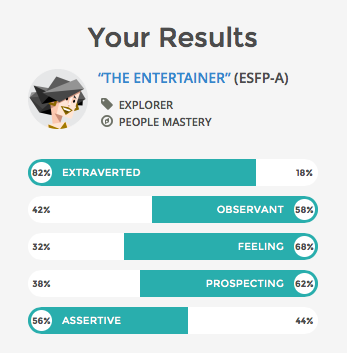 Your Results
“THE ENTERTAINER” (ESFP-A)
EXPLORER
PEOPLE MASTERY
82% EXTRAVERTED 18%
42% OBSERVANT 58%
32% FEELING 68%
38% PROSPECTING 62%
56% ASSERTIVE 44%